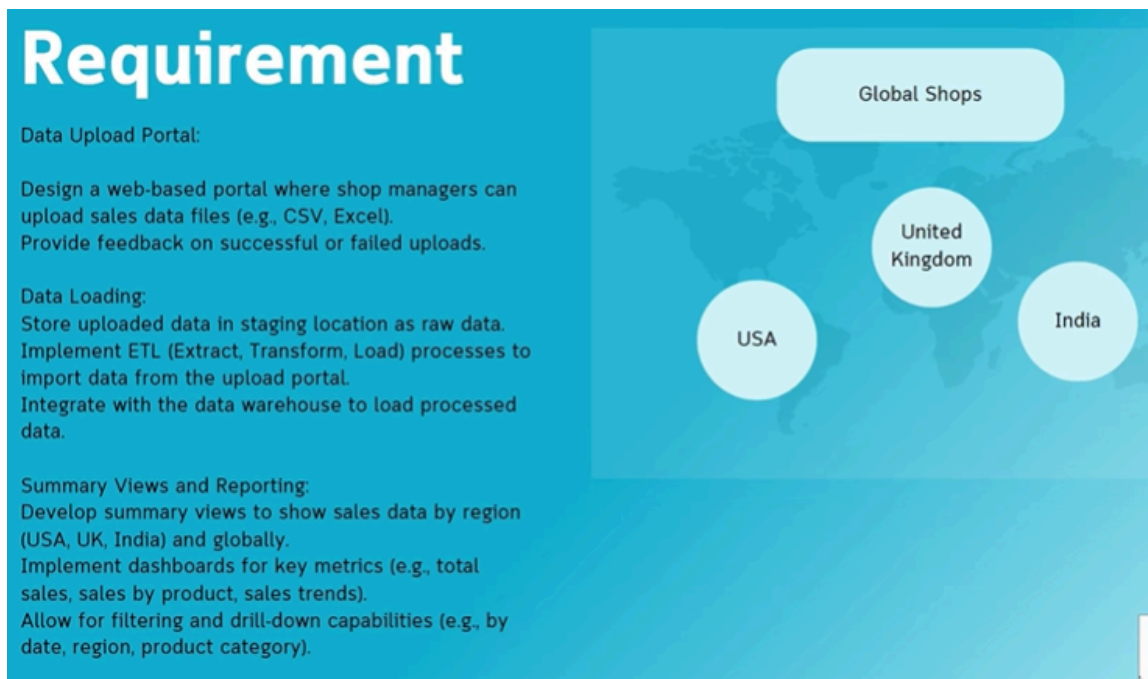 Requirement
Data Upload Portal:
Design a web-based portal where shop managers can
upload sales data files (e.g., CSV, Excel).
Provide feedback on successful or failed uploads.
Data Loading:
Store uploaded data in staging location as raw data.
Implement ETL (Extract, Transform, Load) processes to
import data from the upload portal.
Integrate with the data warehouse to load processed
data.
Summary Views and Reporting:
Develop summary views to show sales data by region
(USA, UK, India) and globally.
Implement dashboards for key metrics (e.g., total
sales, sales by product, sales trends).
Allow for filtering and drill-down capabilities (e.g., by
date, region, product category).
Global Shops
United
Kingdom
USA
India